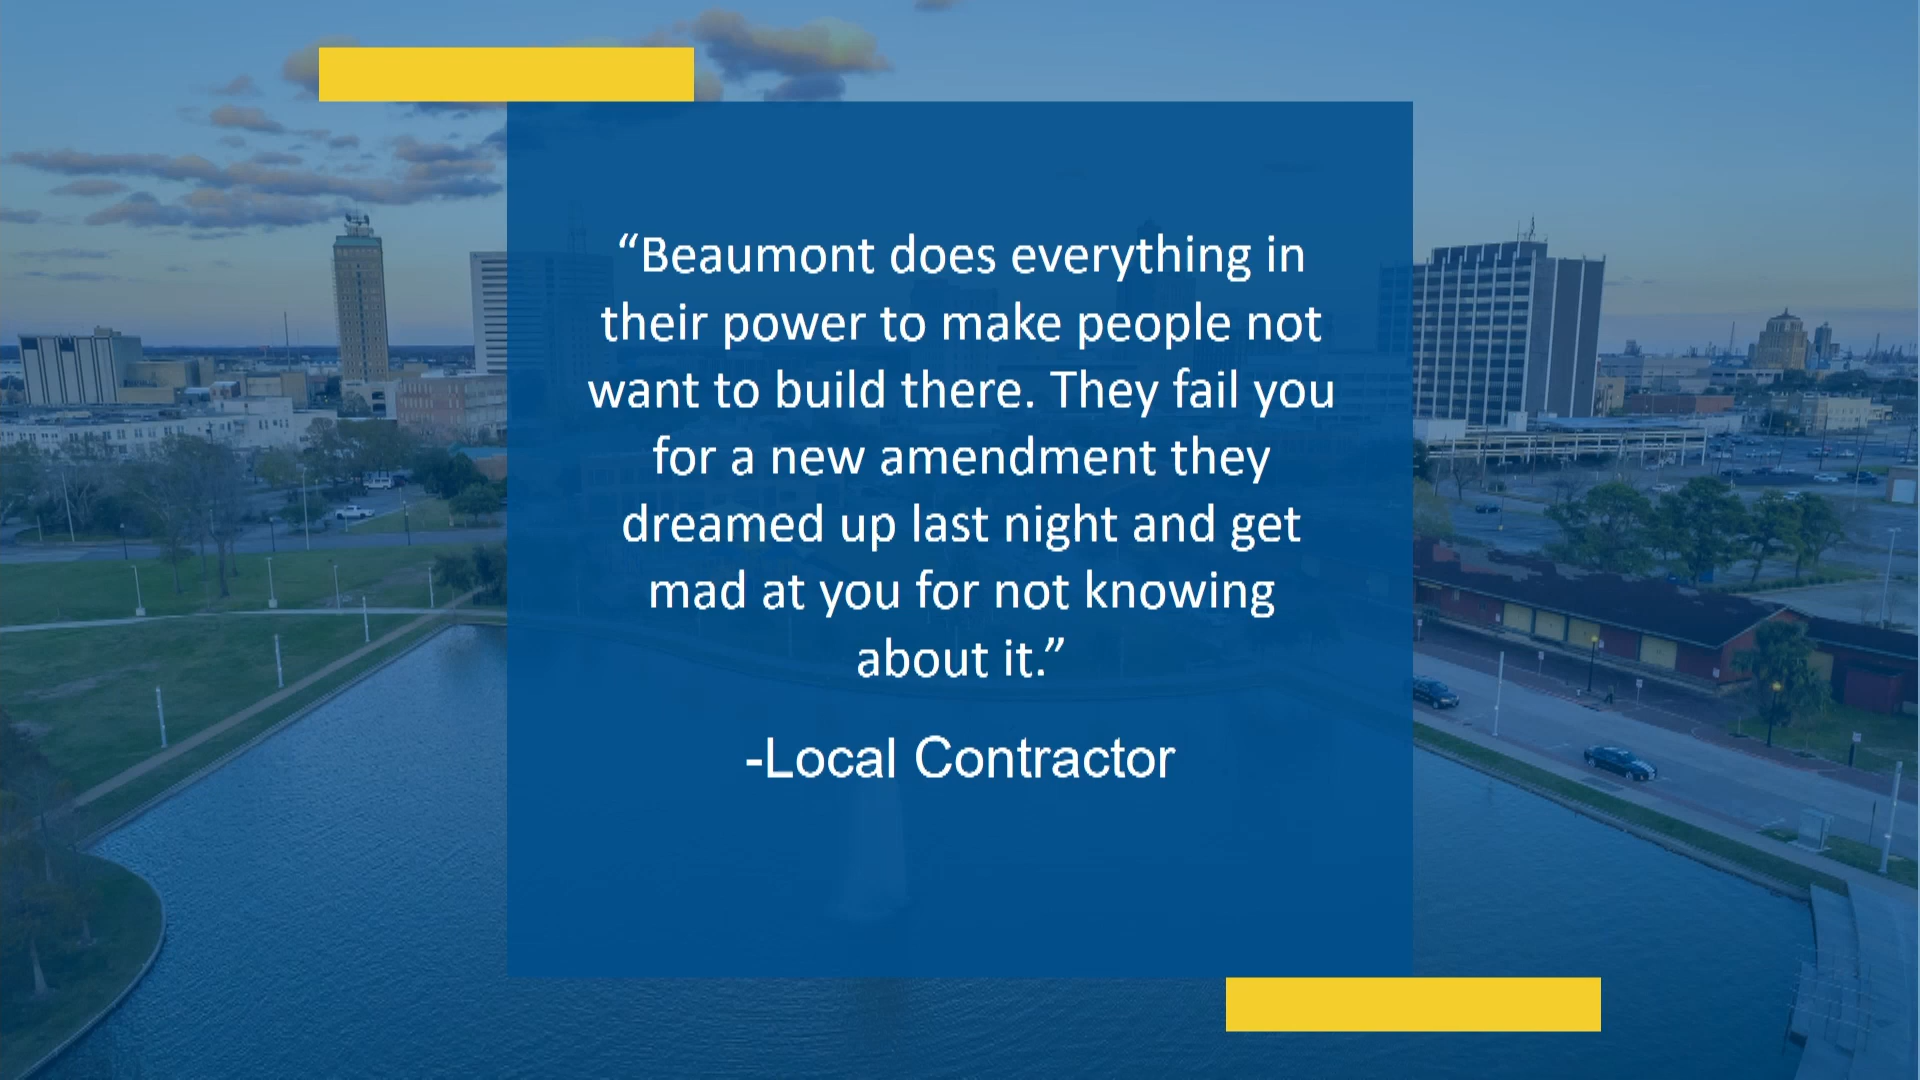 “Beaumont does everything in
their power to make people not
want to build there. They fail you
for a new amendment they
dreamed up last night and get
mad at you for not knowing
about it.”
-Local Contractor